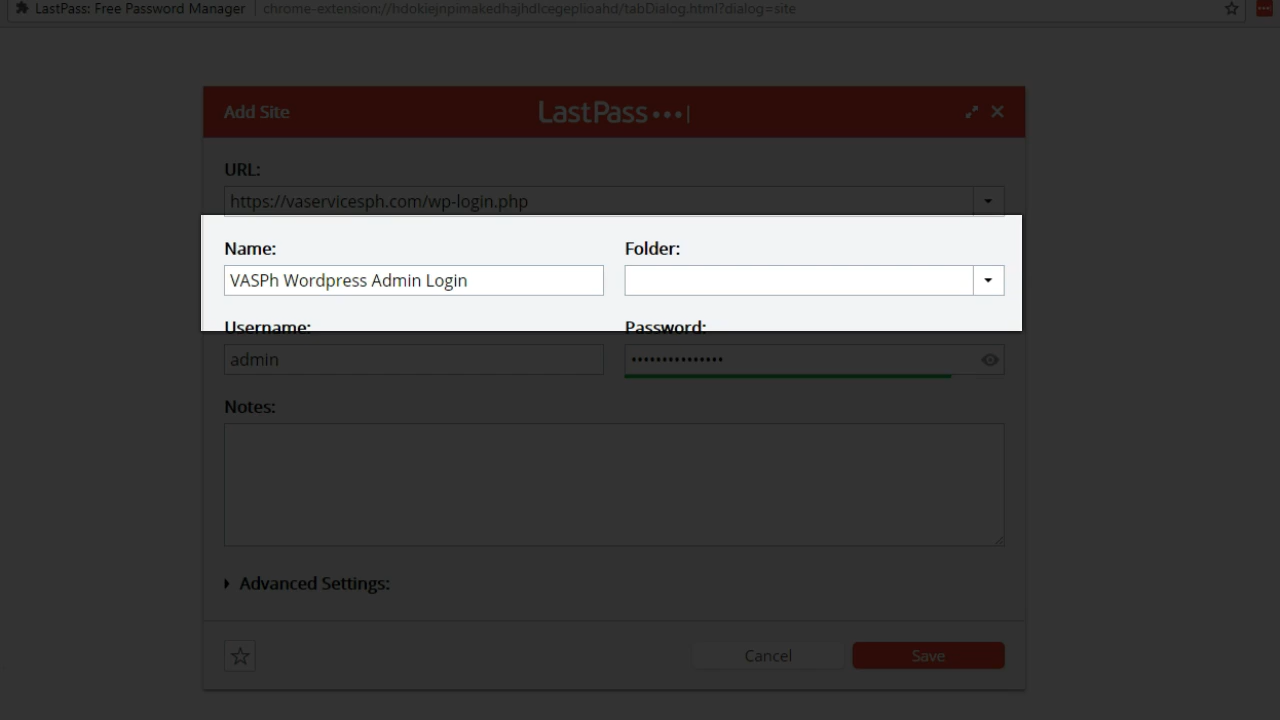 LastPass: Free Password Manager
chrome-extension://hdokiejnpimakedhajhdlcegeplioahd/tabDialog.html?dialog=site
Add Site
LastPass •••|
URL:
https://vaservicesph.com/wp-login.php
Name:
Folder:
VASPh Wordpress Admin Login
Username:
Password:
admin
•••••••••••••••
Notes:
Advanced Settings:
Cancel
Save